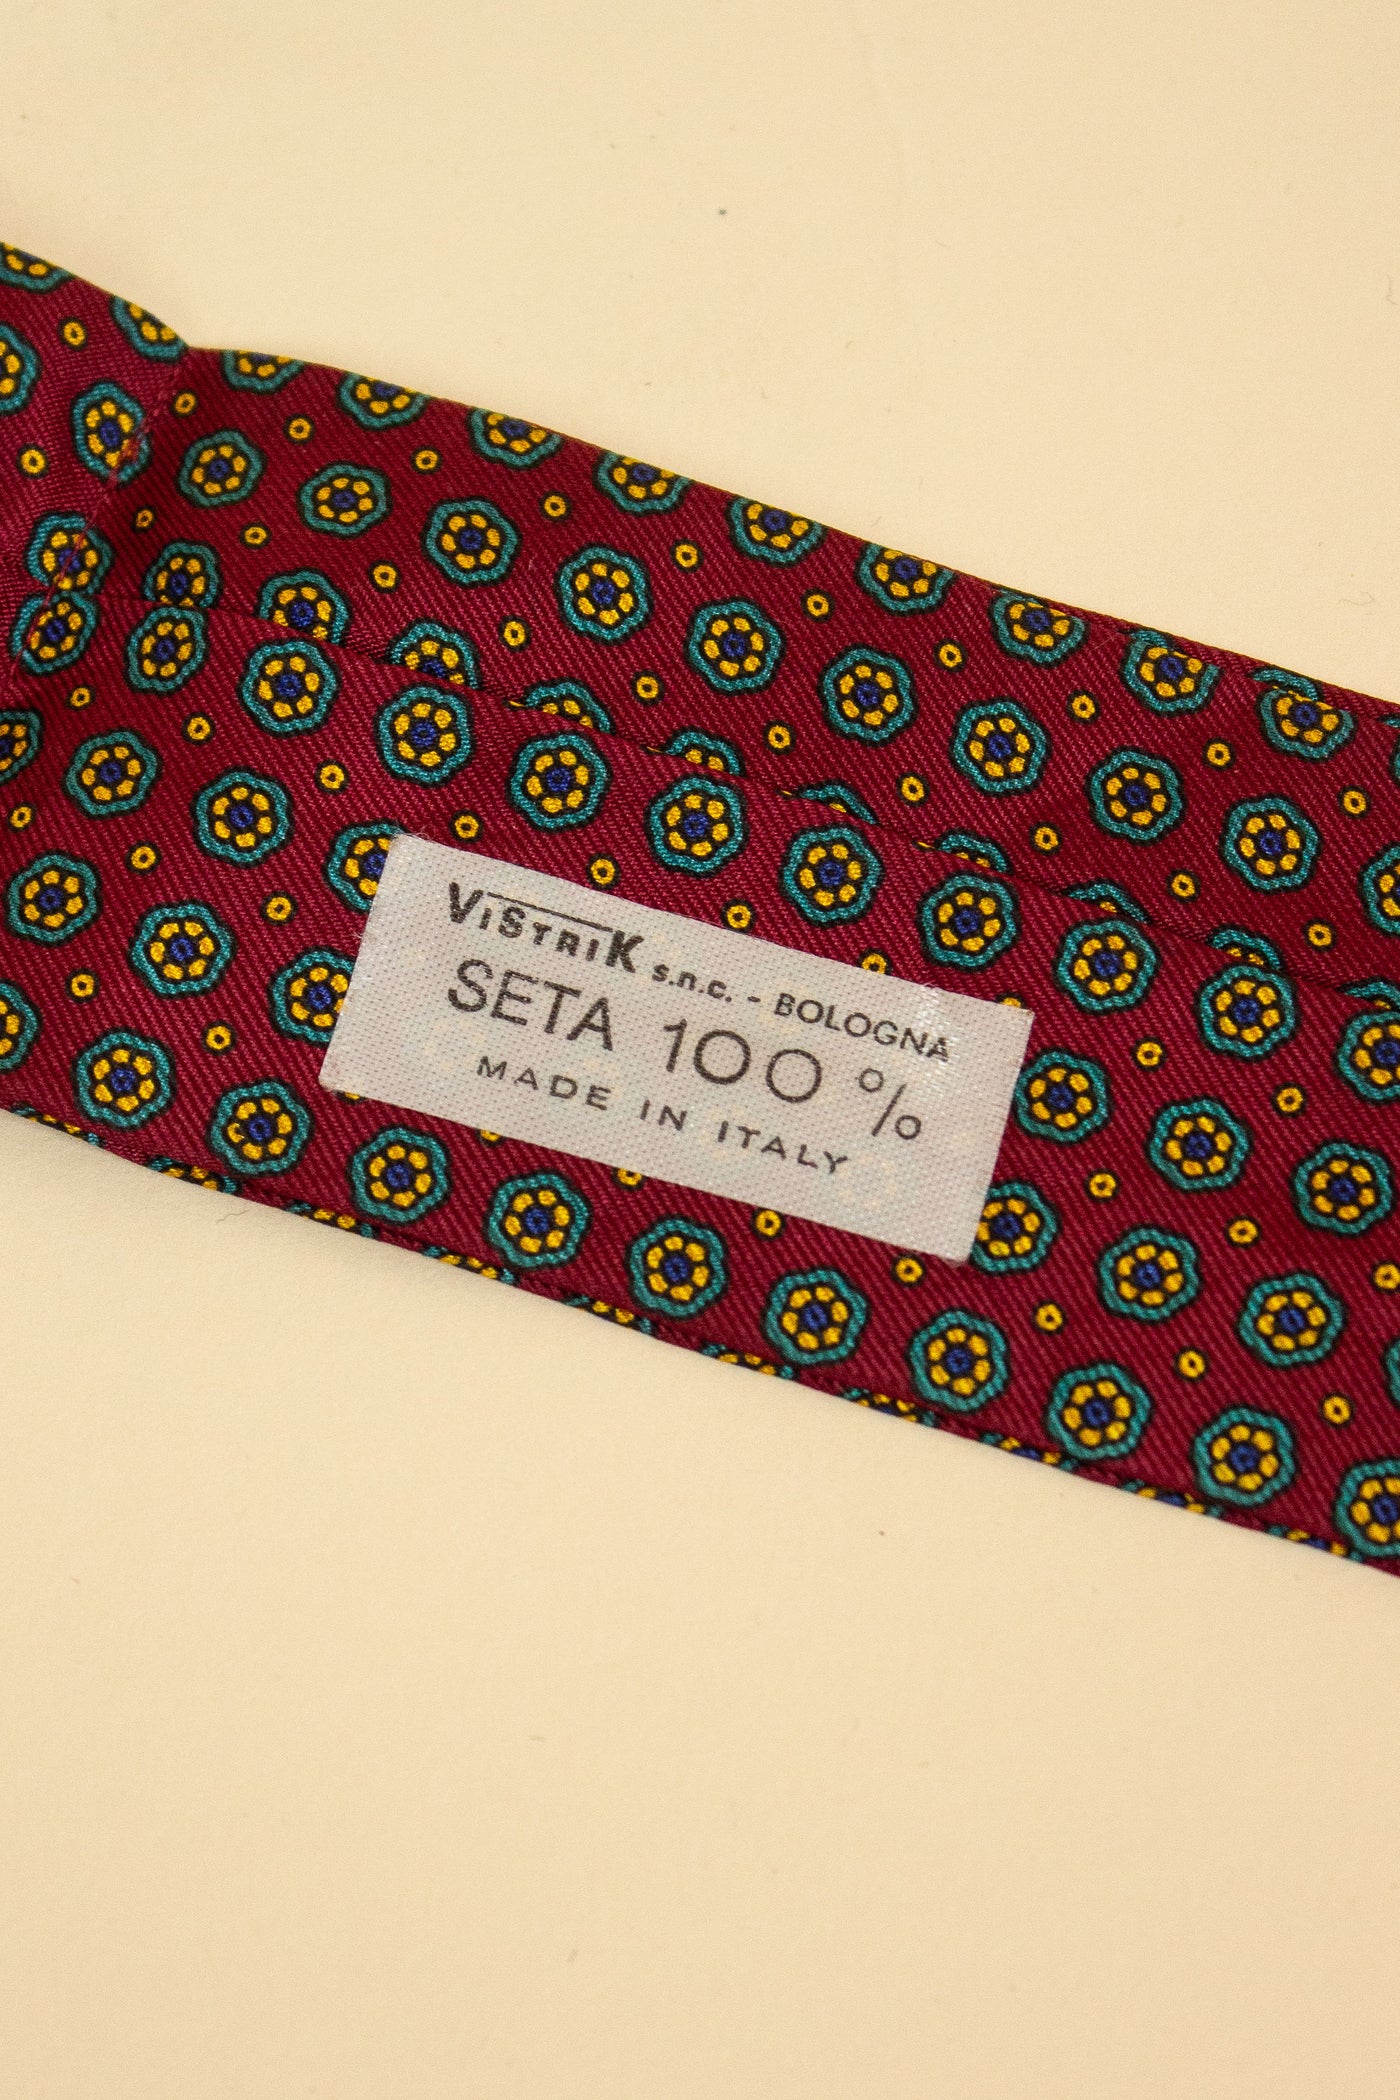 ViSTRiK s.n.c. - BOLOGNA
SETA 100 %
MADE IN ITALY